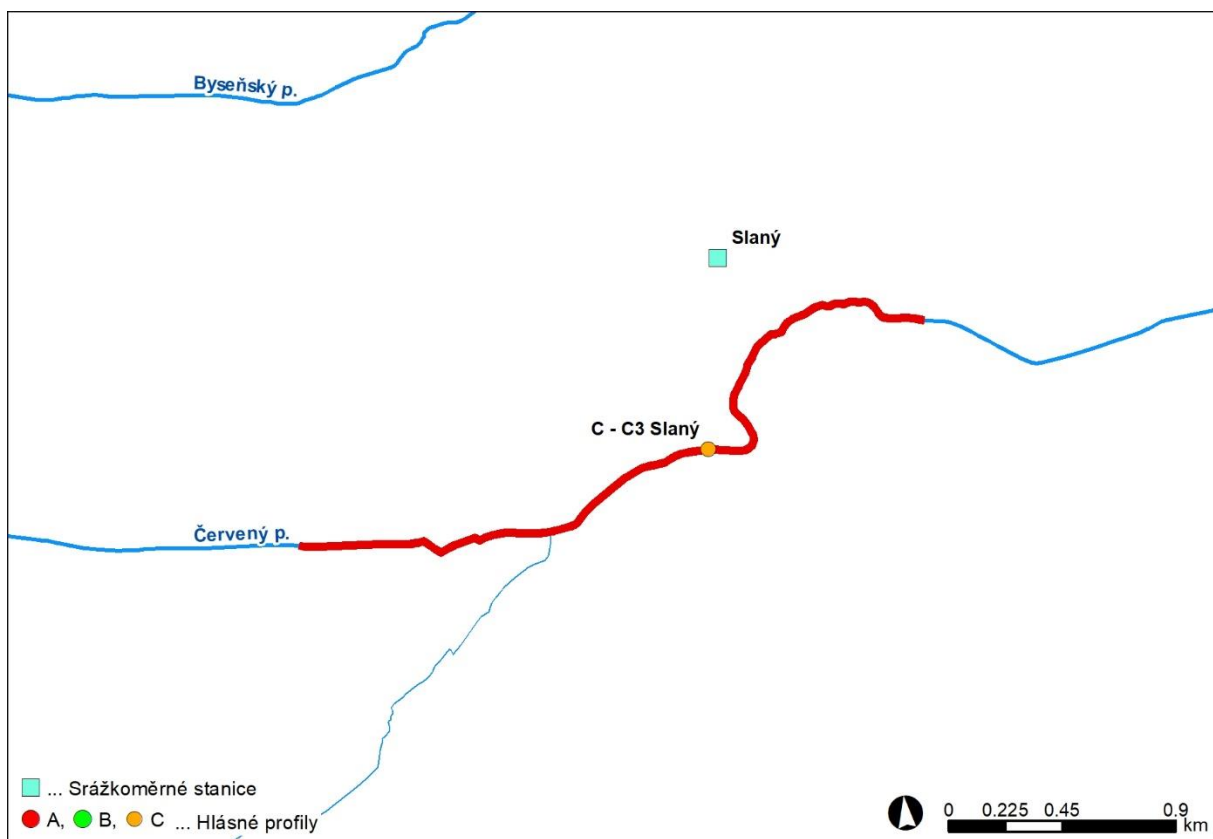 Byseňský p.
Slaný
C - C3 Slaný
Červený p.
... Srážkoměrné stanice
A, B, C ... Hlásné profily
0 0.225 0.45 0.9
km